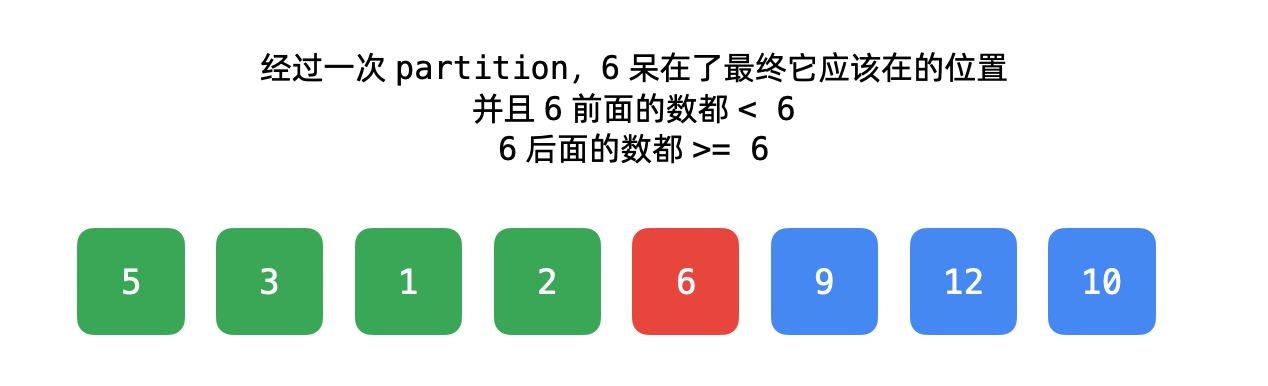 经过一次 partition, 6 呆在了最终它应该在的位置
并且 6 前面的数都 < 6
6 后面的数都 >= 6
5 3 1 2 6 9 12 10